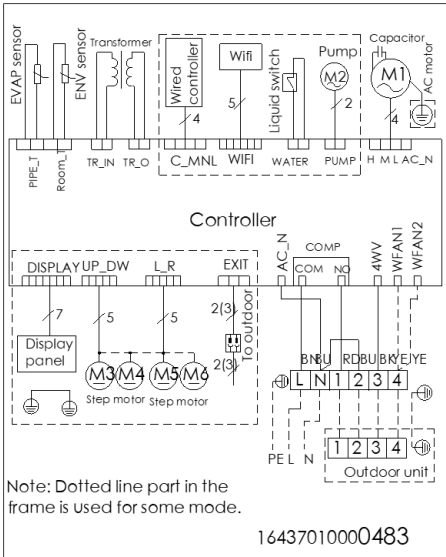 EVAP sensor
ENV sensor
Transformer
Wired
controller
4
Wifi
5
Liquid switch
Pump
M2
2
Capacitor
M1
AC motor
4
PIPE_T
Room_T
TR_IN
TR_O
C_MNL
WIFI
WATER
PUMP
H M L AC_N
Controller
DISPLAY
UP_DW
L_R
EXIT
AC_N
COMP
COM
NO
4WV
WFAN1
WFAN2
7
5
5
2(3)
To outdoor
2(3)
Display
panel
M3
M4
M5
M6
Step motor
Step motor
BN
BU
RD
BU
BK
YE
YE
L N 1 2 3 4
PE L N
1 2 3 4
Outdoor unit
Note: Dotted line part in the
frame is used for some mode.
16437010000483